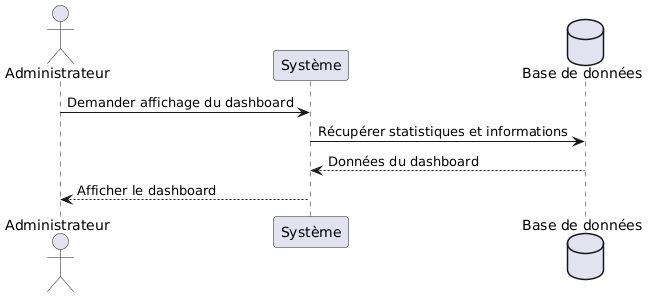 Administrateur
Système
Base de données
Demander affichage du dashboard
Récupérer statistiques et informations
Données du dashboard
Afficher le dashboard
Administrateur
Système
Base de données